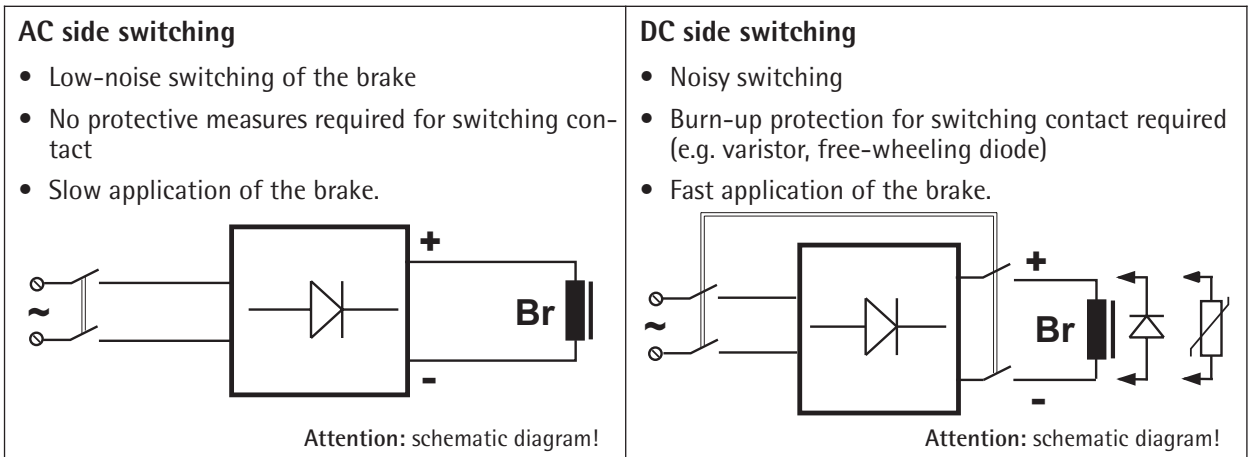 AC side switching
• Low-noise switching of the brake
• No protective measures required for switching con-
tact
• Slow application of the brake.
+
~
Br
-
Attention: schematic diagram!
DC side switching
• Noisy switching
• Burn-up protection for switching contact required
(e.g. varistor, free-wheeling diode)
• Fast application of the brake.
+
~
Br
-
Attention: schematic diagram!